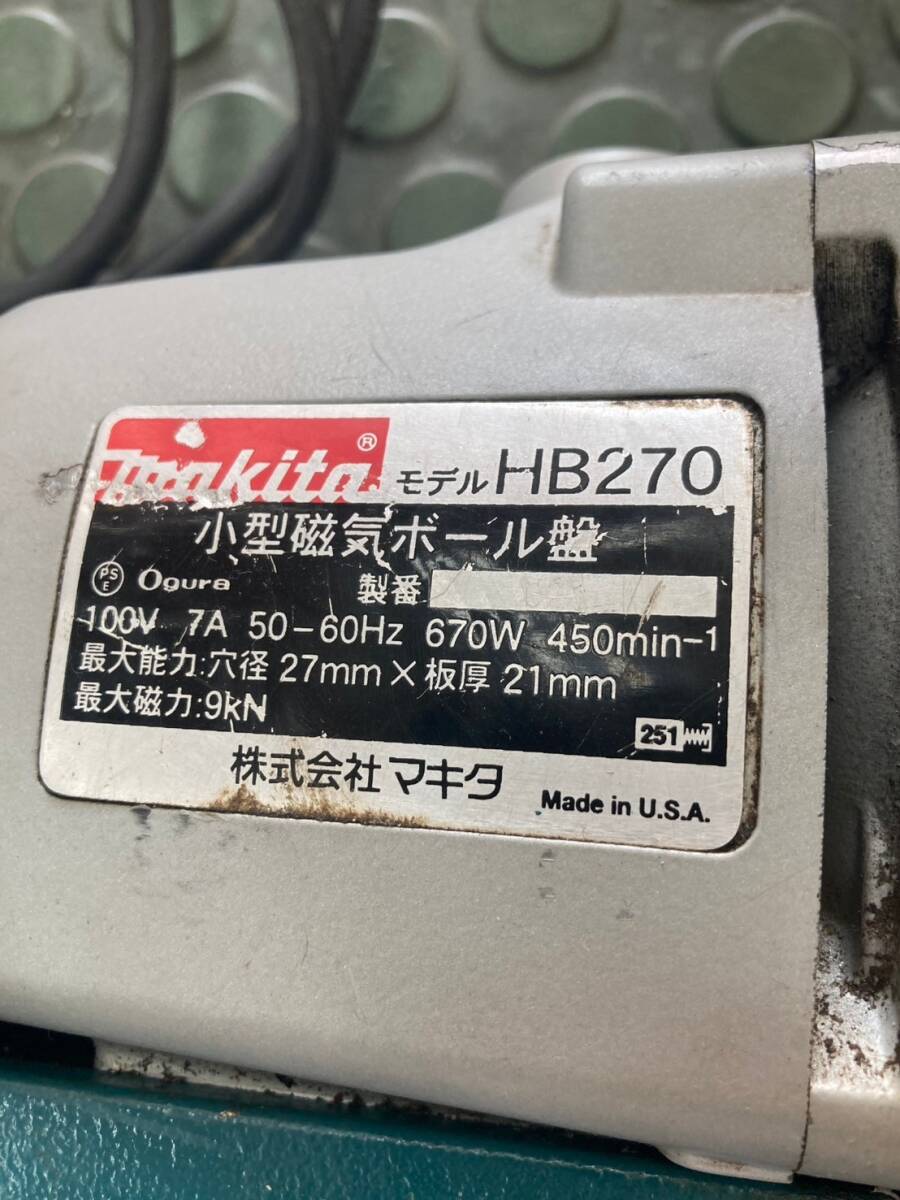 makita® モデル HB270
小型磁気ボール盤
PSE Ogura 製番
100V 7A 50-60Hz 670W 450min-1
最大能力:穴径 27mm×板厚 21mm
最大磁力:9kN
251
株式会社マキタ Made in U.S.A.